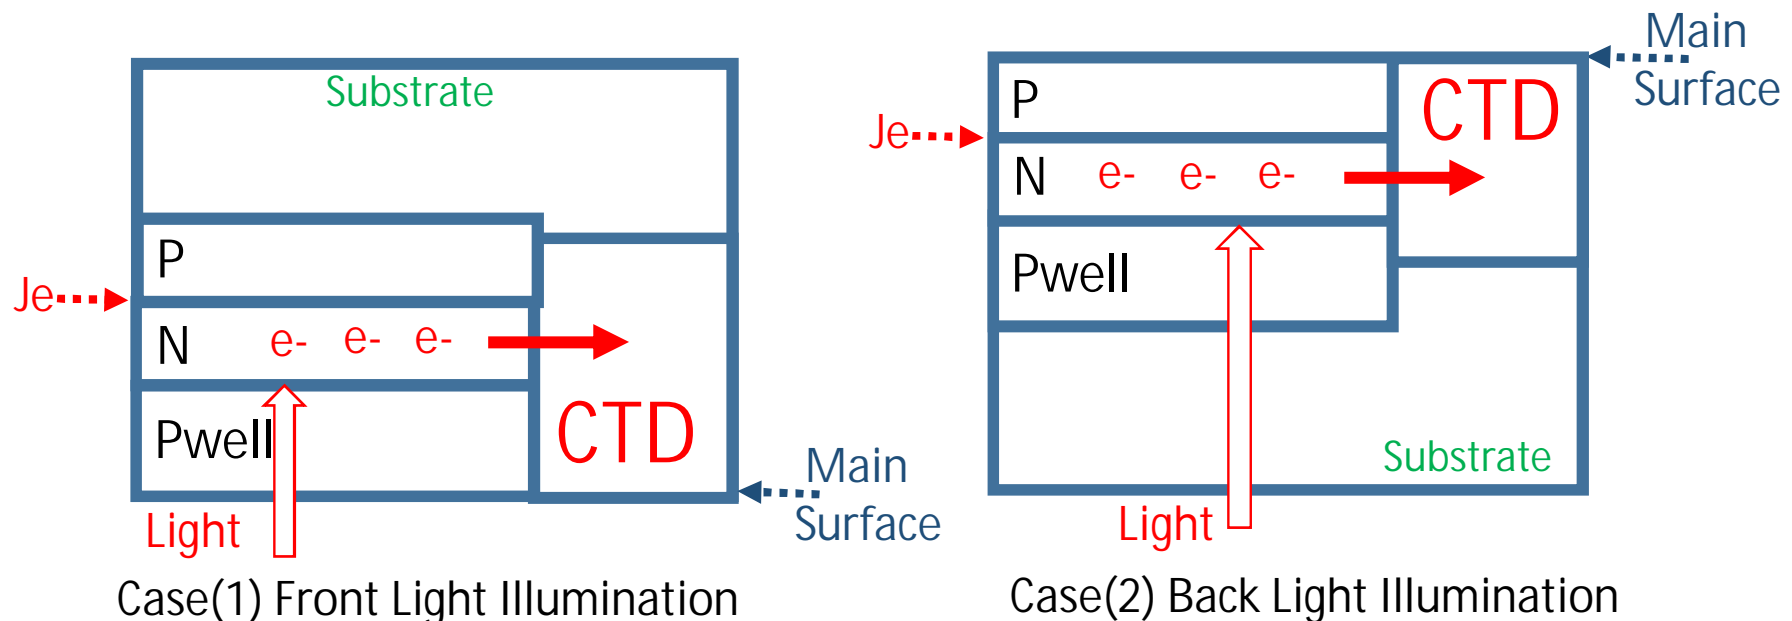 Substrate
P
Je
N e- e- e-
CTD
Pwell
Main
Surface
Light
Case(1) Front Light Illumination
Main
Surface
P
CTD
Je
N e- e- e-
Pwell
Substrate
Light
Case(2) Back Light Illumination